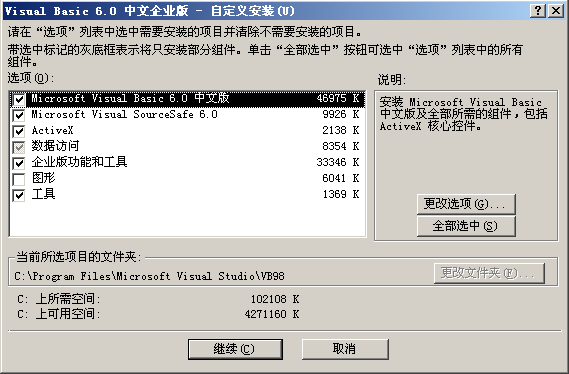 Visual Basic 6.0 中文企业版 - 自定义安装(U)
请在“选项”列表中选中需要安装的项目并清除不需要安装的项目。
带选中标记的灰底框表示将只安装部分组件。单击“全部选中”按钮可选中“选项”列表中的所有
组件。
选项(O):
Microsoft Visual Basic 6.0 中文版 46975 K
Microsoft Visual SourceSafe 6.0 9926 K
ActiveX 2138 K
数据访问 8354 K
企业版功能和工具 33346 K
图形 6041 K
工具 1369 K
说明:
安装 Microsoft Visual Basic
中文版及全部所需的组件,包括
ActiveX 核心控件。
更改选项(G)...
全部选中(S)
当前所选项目的文件夹:
C:\Program Files\Microsoft Visual Studio\VB98
更改文件夹(F)...
C: 上所需空间: 102108 K
C: 上可用空间: 4271160 K
继续(C)
取消